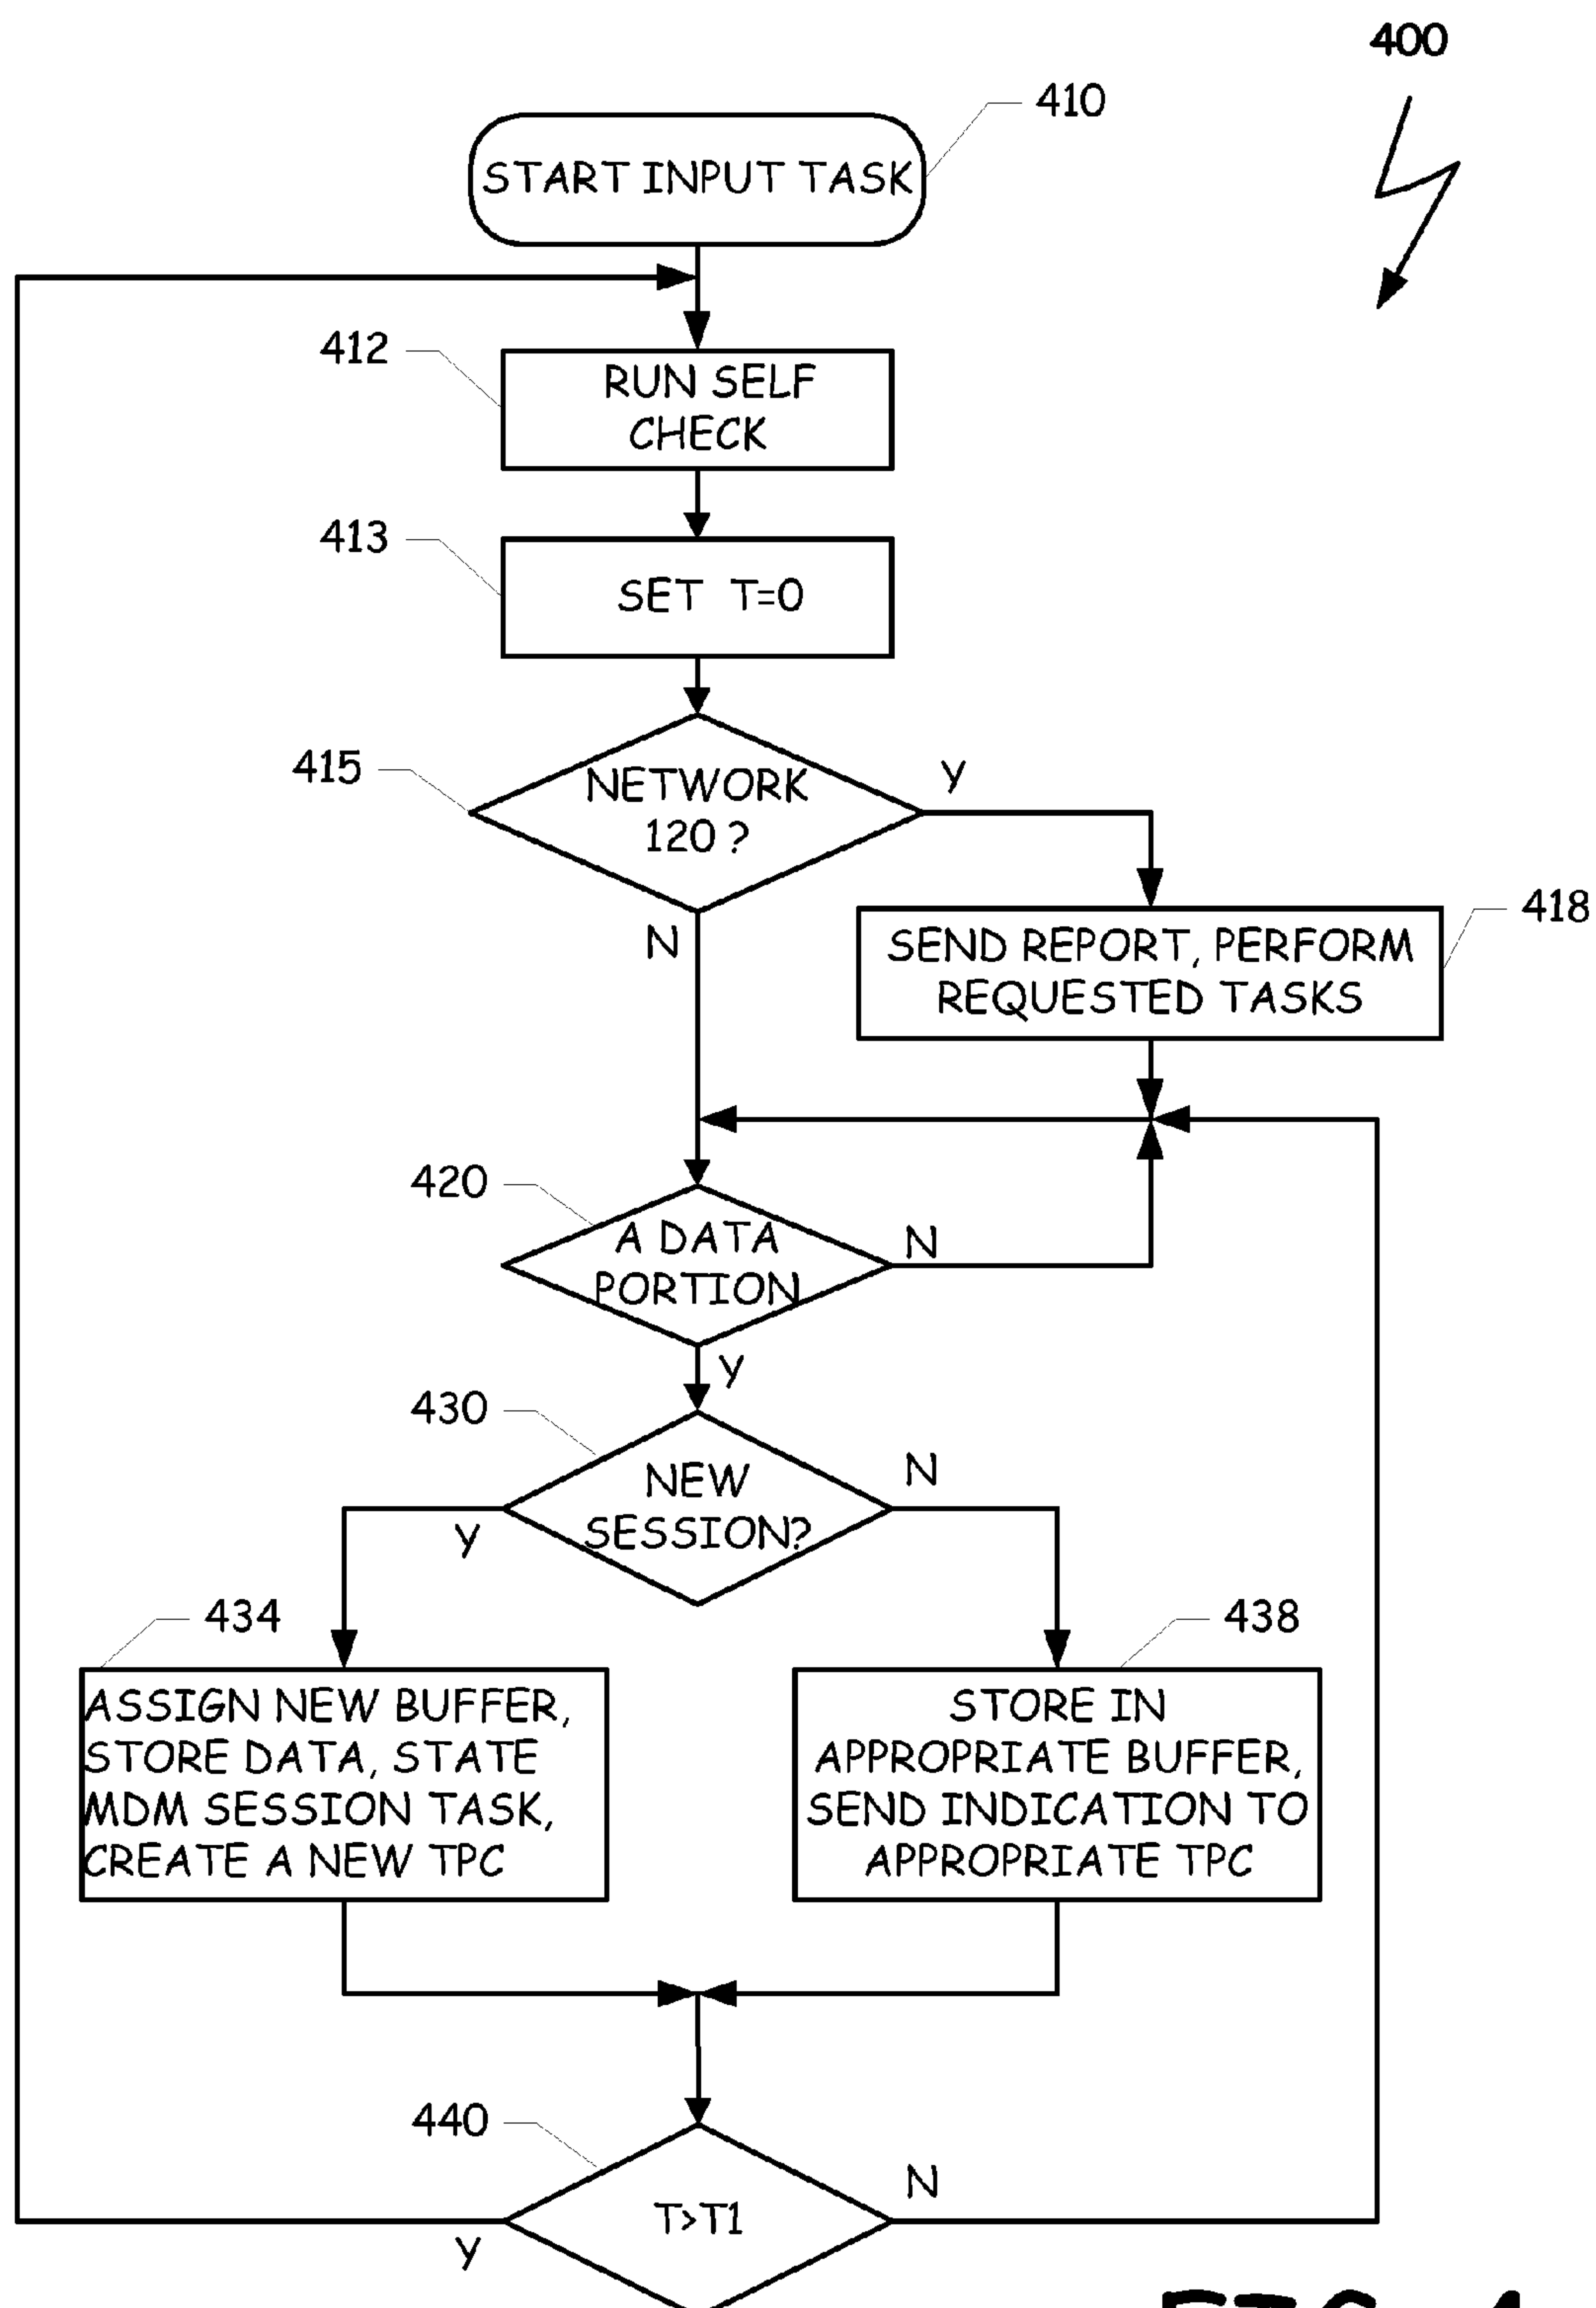 400
410
START INPUT TASK
412
RUN SELF
CHECK
413
SET T=0
415
NETWORK
120 ?
Y
N
418
SEND REPORT, PERFORM
REQUESTED TASKS
420
A DATA
PORTION
N
Y
430
NEW
SESSION?
N
Y
434
ASSIGN NEW BUFFER,
STORE DATA, STATE
MDM SESSION TASK,
CREATE A NEW TPC
438
STORE IN
APPROPRIATE BUFFER,
SEND INDICATION TO
APPROPRIATE TPC
440
T>T1
N
Y